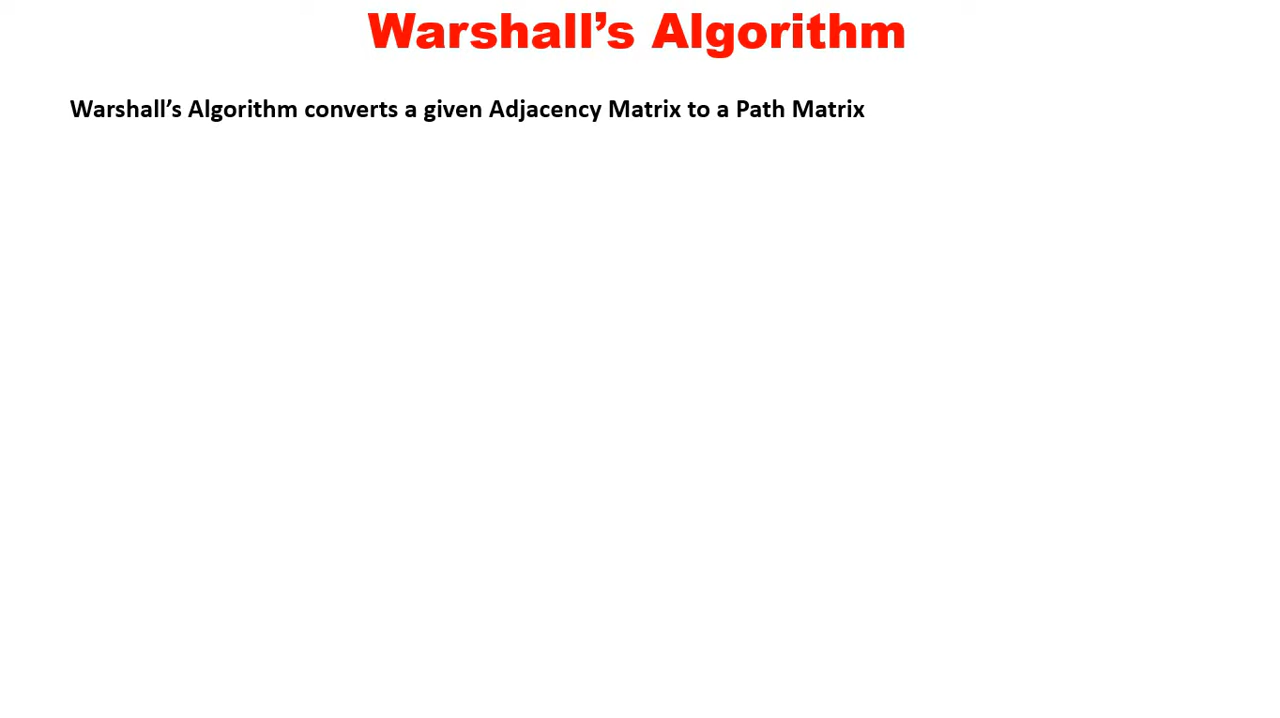 Warshall’s Algorithm
Warshall’s Algorithm converts a given Adjacency Matrix to a Path Matrix